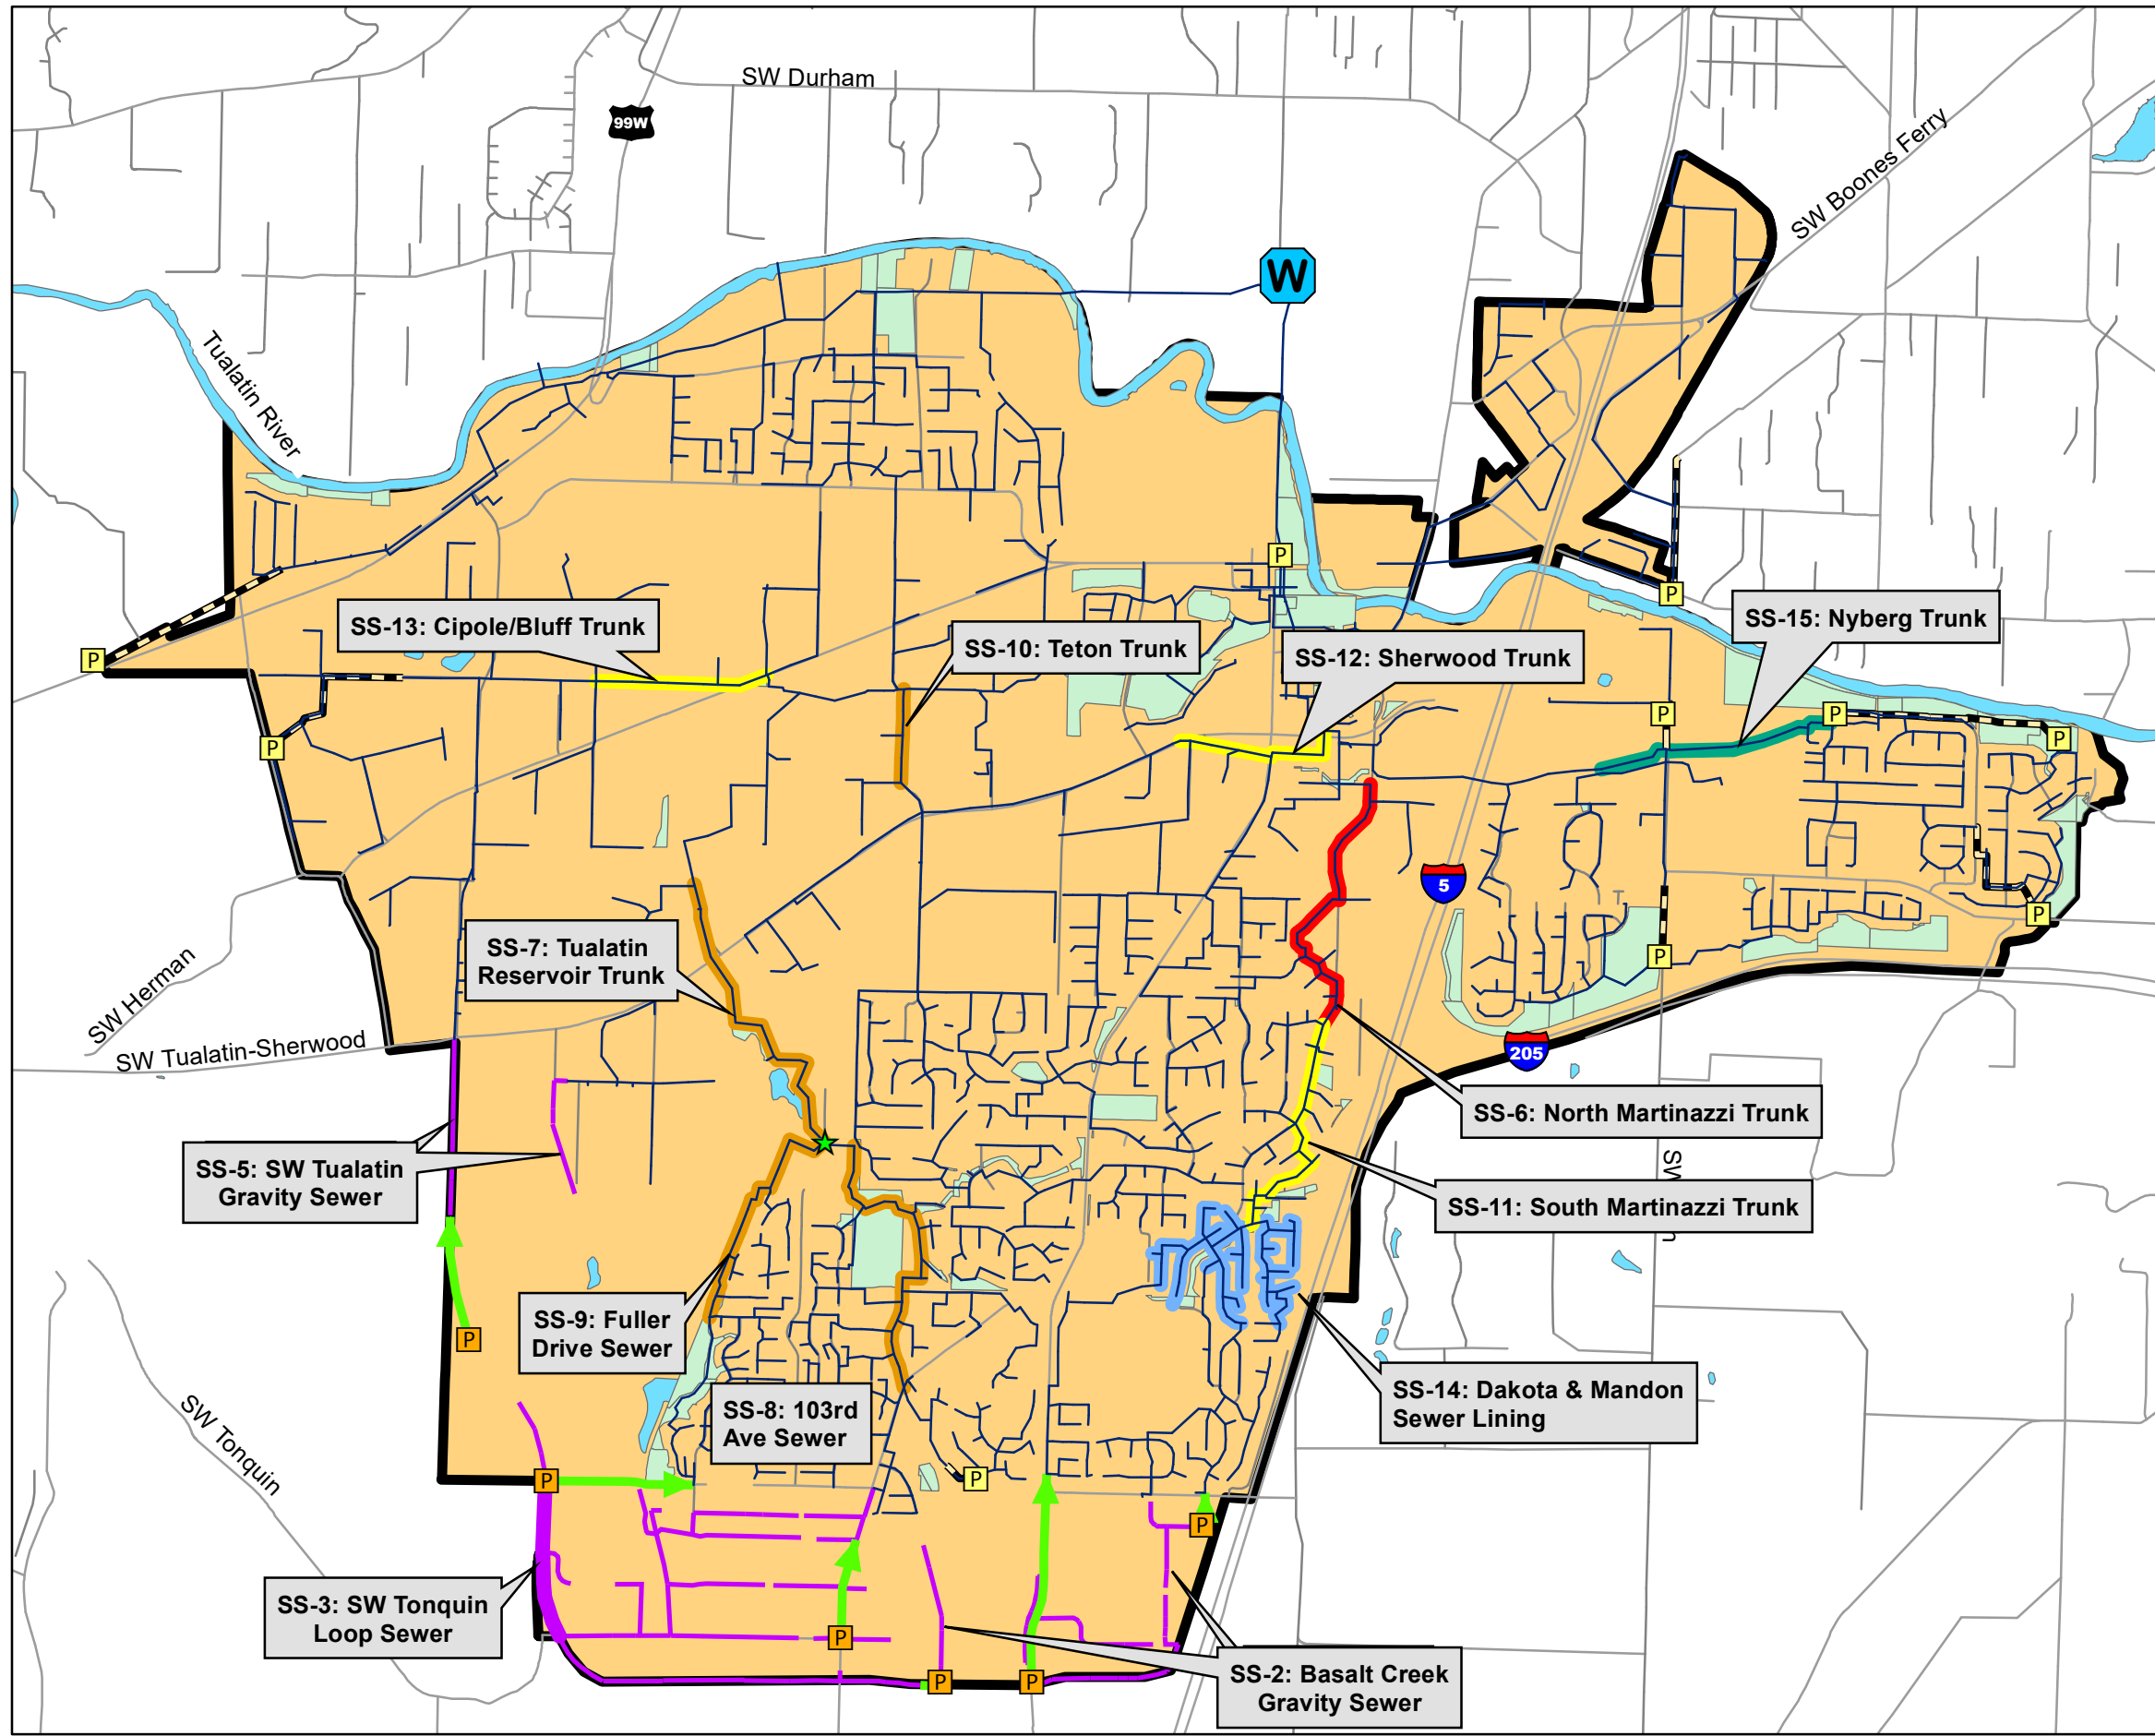 SW Durham
99W
SW Boones Ferry
W
Tualatin River
P
P
SS-13: Cipole/Bluff Trunk
SS-10: Teton Trunk
SS-12: Sherwood Trunk
SS-15: Nyberg Trunk
P
P
P
P
P
5
P
P
SS-7: Tualatin
Reservoir Trunk
SW Herman
SW Tualatin-Sherwood
205
SS-6: North Martinazzi Trunk
SS-5: SW Tualatin
Gravity Sewer
SW
SS-11: South Martinazzi Trunk
P
SS-9: Fuller
Drive Sewer
SS-14: Dakota & Mandon
Sewer Lining
SS-8: 103rd
Ave Sewer
SW Tonquin
P
P
P
SS-3: SW Tonquin
Loop Sewer
P
P
P
SS-2: Basalt Creek
Gravity Sewer